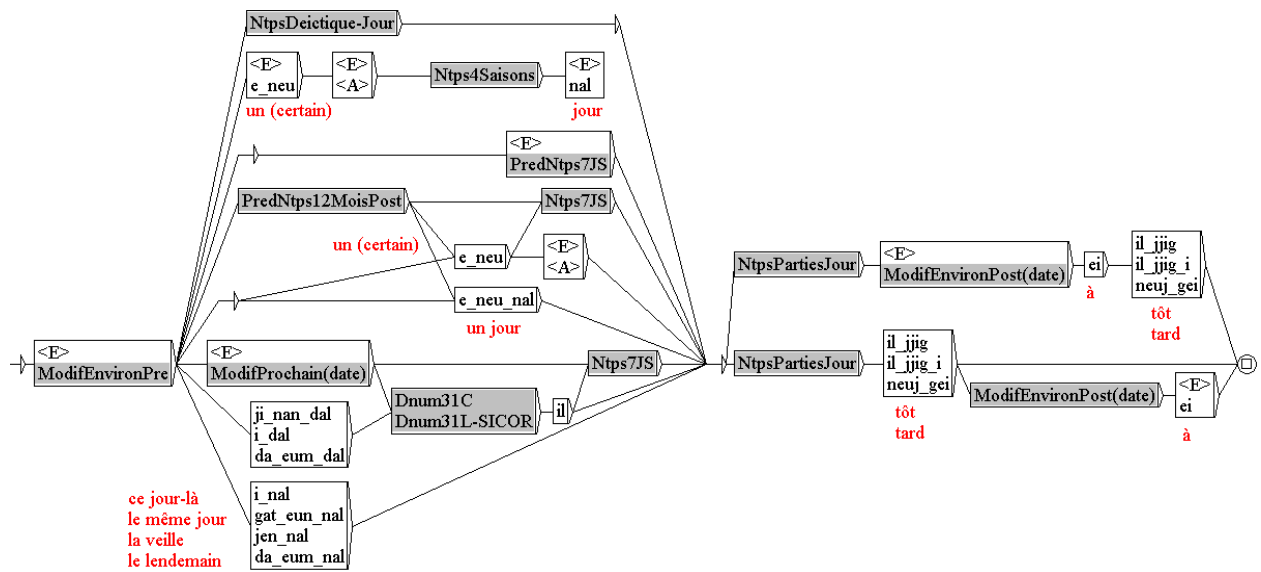 NtpsDeictique-Jour
<E>
e_neu
<E>
<A>
Ntps4Saisons
<E>
nal
un (certain)
jour
<E>
PredNtps7JS
PredNtps12MoisPost
Ntps7JS
un (certain)
e_neu
<E>
<A>
e_neu_nal
un jour
<E>
ModifEnvironPre
<E>
ModifProchain(date)
Ntps7JS
Dnum31C
Dnum31L-SICOR
il
ji_nan_dal
i_dal
da_eum_dal
ce jour-là
le même jour
la veille
le lendemain
i_nal
gat_eun_nal
jen_nal
da_eum_nal
NtpsPartiesJour
<E>
ModifEnvironPost(date)
ei
à
il_jjig
il_jjig_i
neuj_gei
tôt
tard
NtpsPartiesJour
il_jjig
il_jjig_i
neuj_gei
tôt
tard
ModifEnvironPost(date)
<E>
ei
à